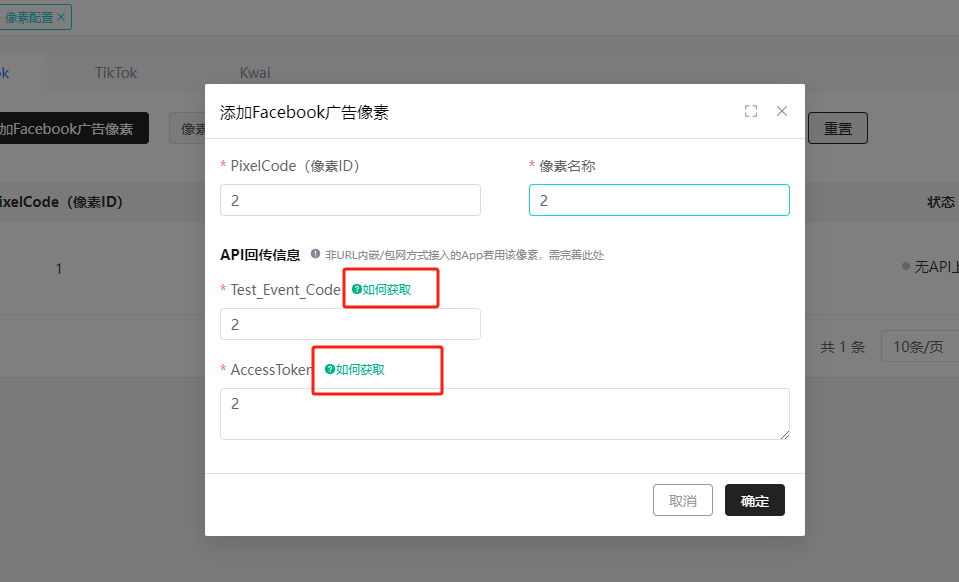 像素配置 ×
ok
TikTok
Kwai
加Facebook广告像素
像素
重置
添加Facebook广告像素
* PixelCode（像素ID）
* 像素名称
2
2
ixelCode（像素ID）
状态
API回传信息
非URL内嵌/包网方式接入的App若用该像素，需完善此处
1
无API上
* Test_Event_Code
如何获取
2
共 1 条
10条/页
* AccessToken
如何获取
2
取消
确定